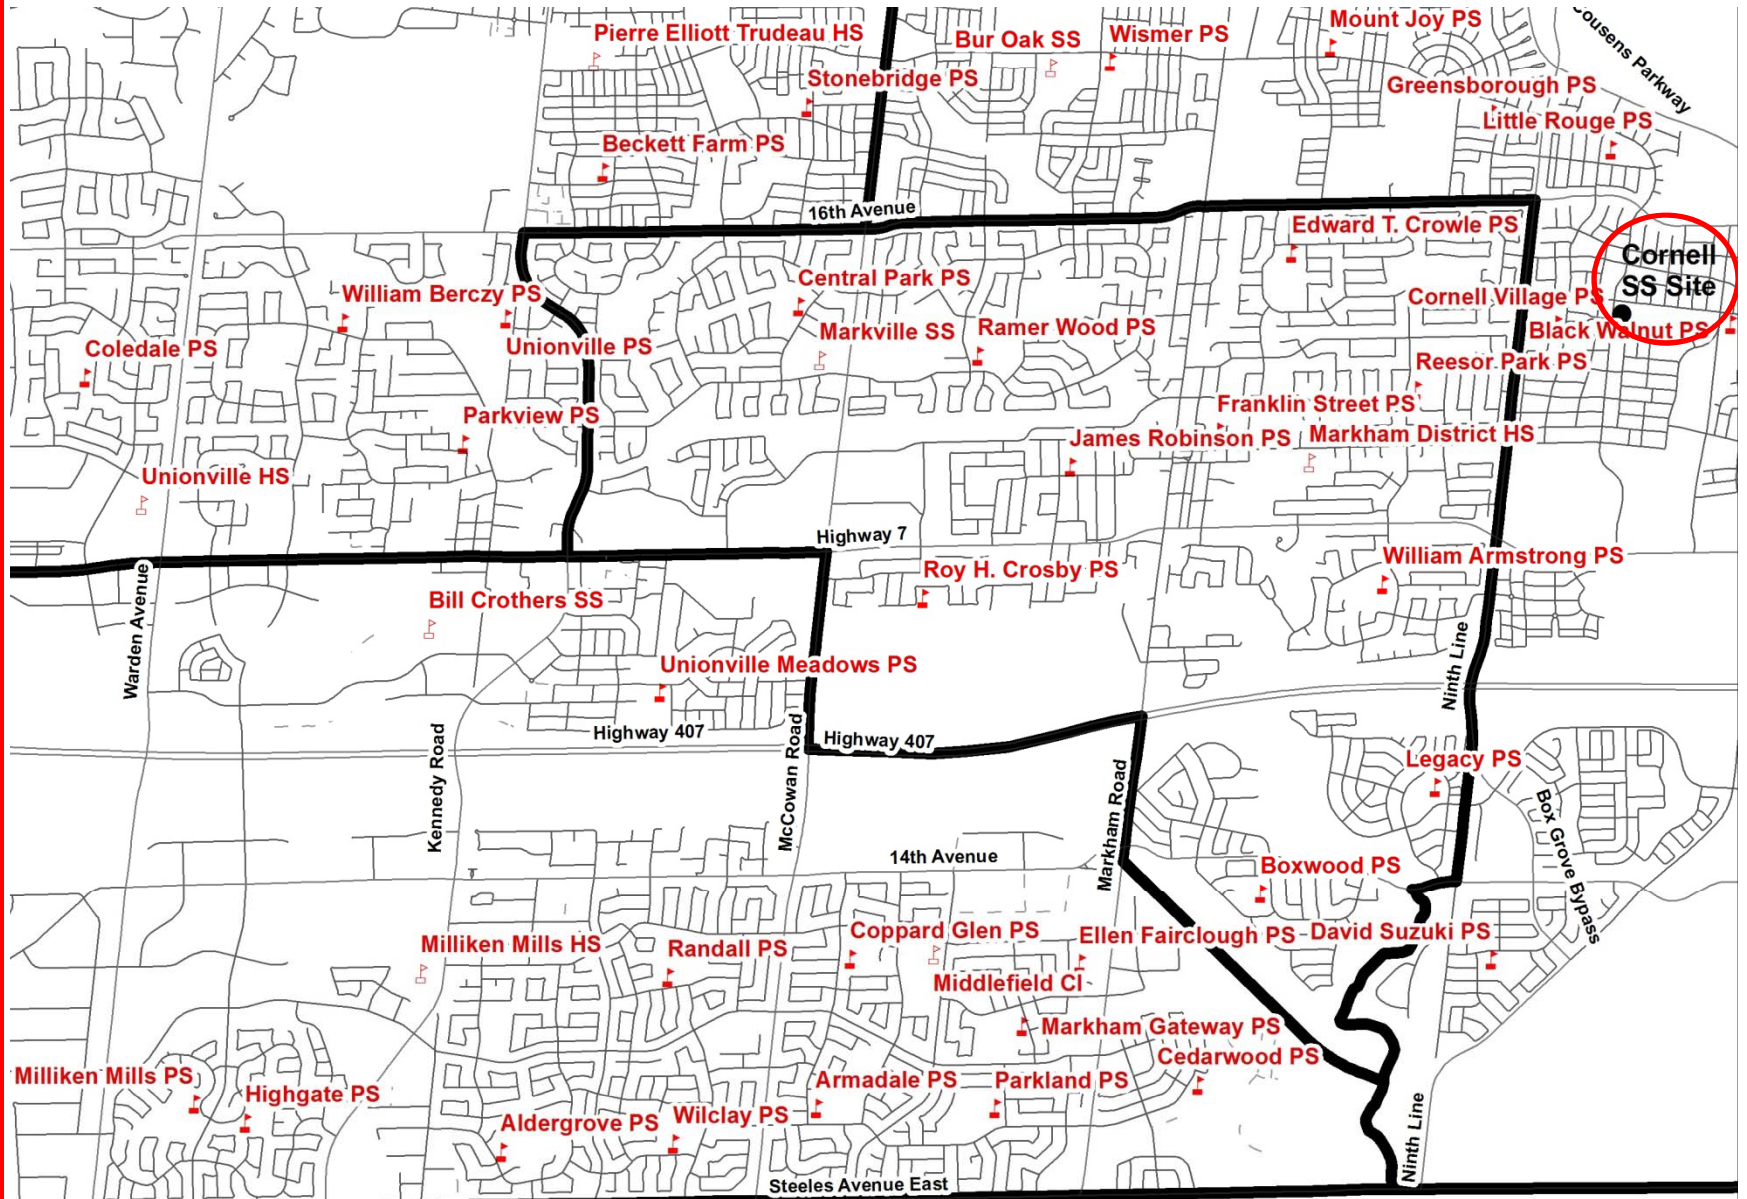 Pierre Elliott Trudeau HS
Bur Oak SS
Wismer PS
Mount Joy PS
Cousens Parkway
Stonebridge PS
Greensborough PS
Little Rouge PS
Beckett Farm PS
16th Avenue
Edward T. Crowle PS
Cornell
SS Site
William Berczy PS
Central Park PS
Cornell Village PS
Coledale PS
Unionville PS
Markville SS
Ramer Wood PS
Black Walnut PS
Reesor Park PS
Parkview PS
Franklin Street PS
James Robinson PS
Markham District HS
Unionville HS
Highway 7
Roy H. Crosby PS
William Armstrong PS
Warden Avenue
Bill Crothers SS
Unionville Meadows PS
Ninth Line
Kennedy Road
Highway 407
McCowan Road
Highway 407
Markham Road
Legacy PS
Box Grove Bypass
14th Avenue
Boxwood PS
Milliken Mills HS
Randall PS
Coppard Glen PS
Ellen Fairclough PS
David Suzuki PS
Middlefield CI
Markham Gateway PS
Cedarwood PS
Milliken Mills PS
Highgate PS
Aldergrove PS
Wilclay PS
Armadale PS
Parkland PS
Ninth Line
Steeles Avenue East